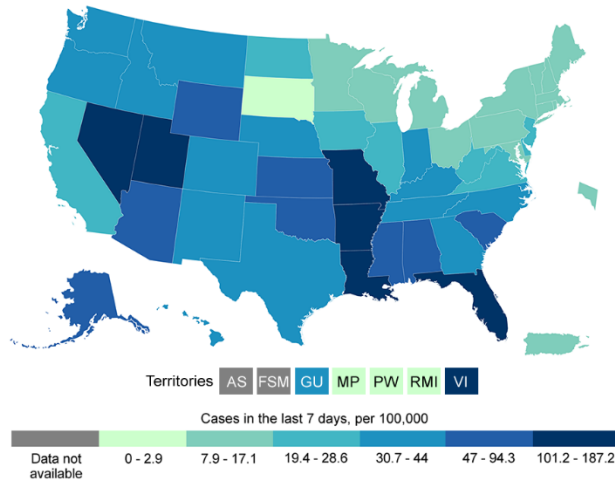 Territories AS FSM GU MP PW RMI VI
Cases in the last 7 days, per 100,000
Data not available 0 - 2.9 7.9 - 17.1 19.4 - 28.6 30.7 - 44 47 - 94.3 101.2 - 187.2